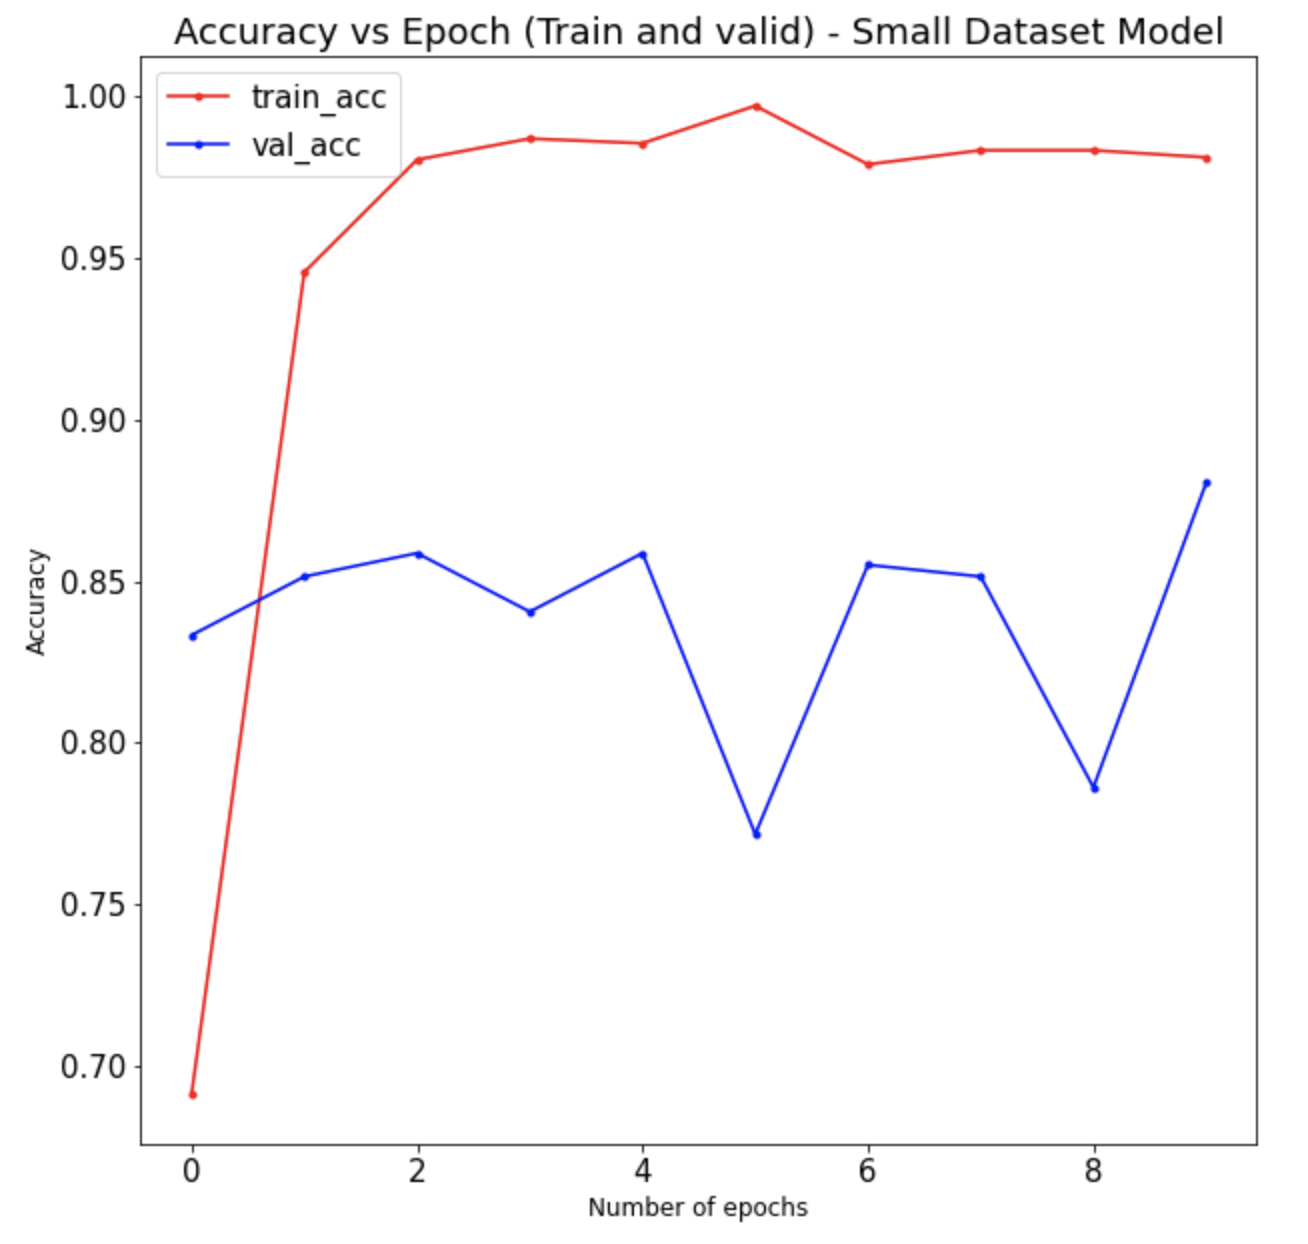 Accuracy vs Epoch (Train and valid) - Small Dataset Model
train_acc
val_acc
1.00
0.95
0.90
0.85
0.80
0.75
0.70
Accuracy
0 2 4 6 8
Number of epochs